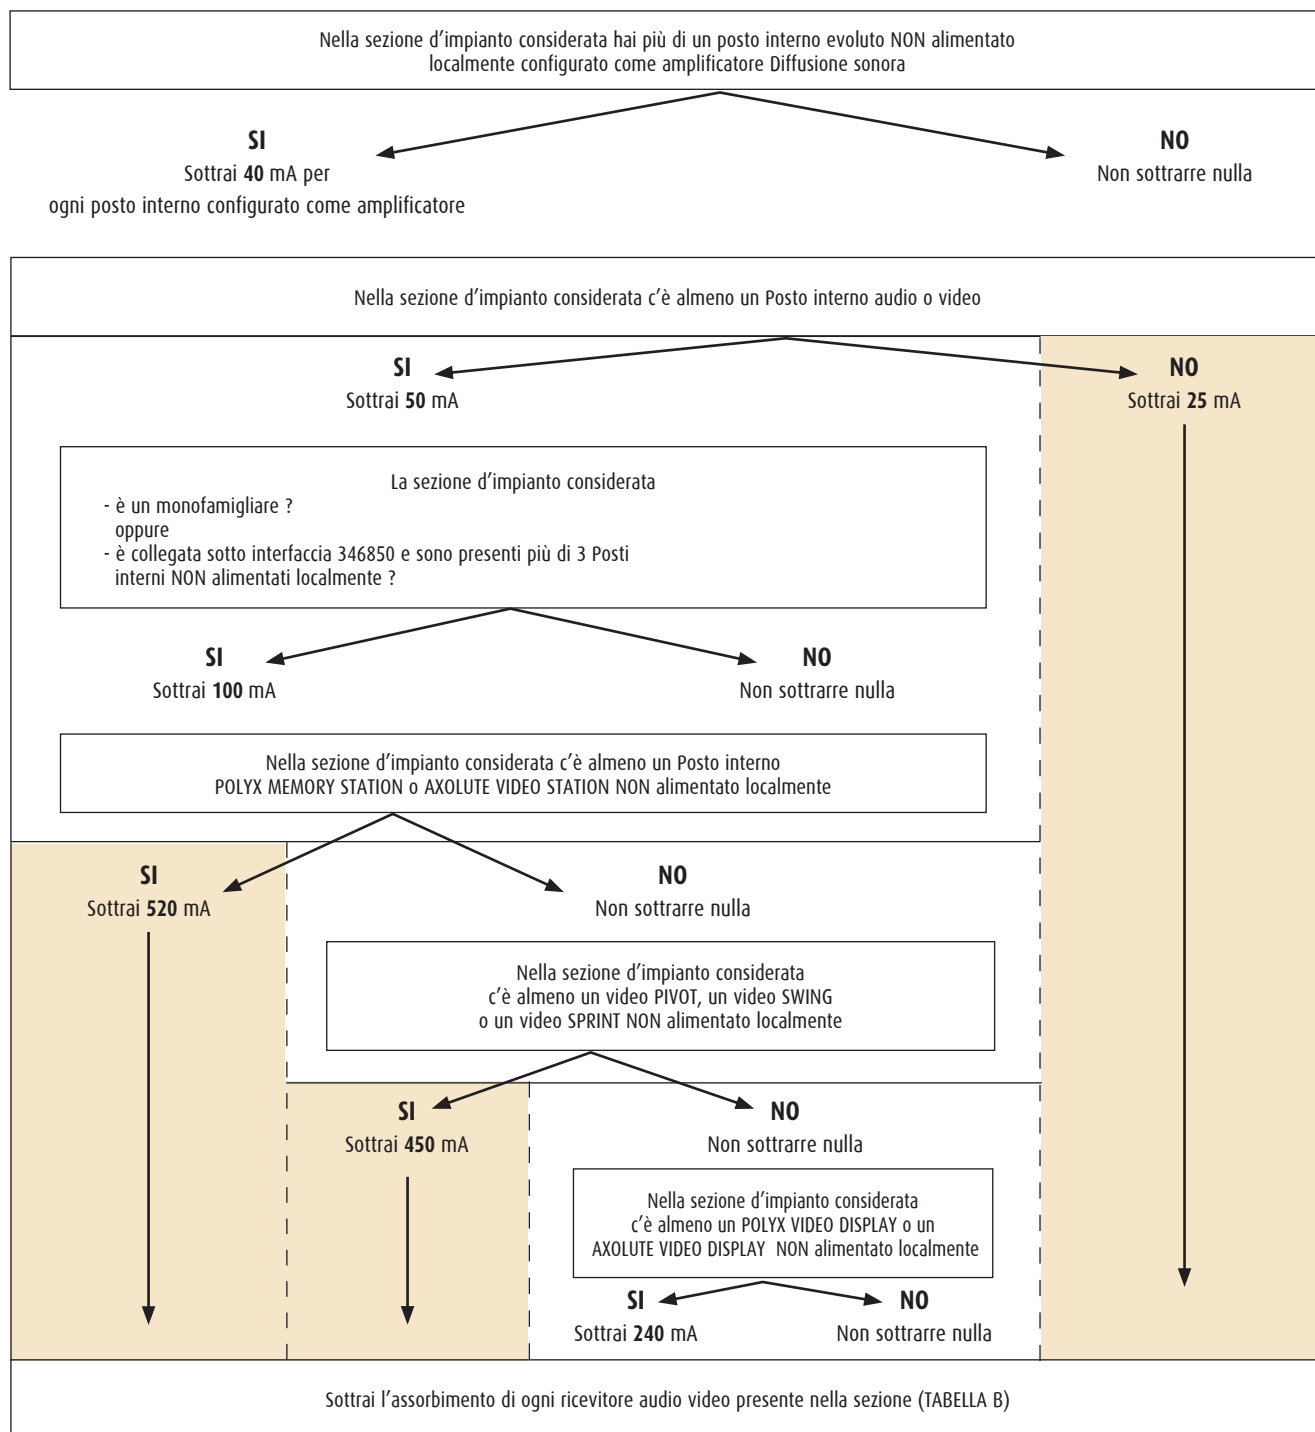 Nella sezione d'impianto considerata hai più di un posto interno evoluto NON alimentato
localmente configurato come amplificatore Diffusione sonora
SI
Sottrai 40 mA per
ogni posto interno configurato come amplificatore
NO
Non sottrarre nulla
Nella sezione d'impianto considerata c'è almeno un Posto interno audio o video
SI
Sottrai 50 mA
NO
Sottrai 25 mA
La sezione d'impianto considerata
- è un monofamigliare ?
oppure
- è collegata sotto interfaccia 346850 e sono presenti più di 3 Posti
interni NON alimentati localmente ?
SI
Sottrai 100 mA
NO
Non sottrarre nulla
Nella sezione d'impianto considerata c'è almeno un Posto interno
POLYX MEMORY STATION o AXOLUTE VIDEO STATION NON alimentato localmente
SI
Sottrai 520 mA
NO
Non sottrarre nulla
Nella sezione d'impianto considerata
c'è almeno un video PIVOT, un video SWING
o un video SPRINT NON alimentato localmente
SI
Sottrai 450 mA
NO
Non sottrarre nulla
Nella sezione d'impianto considerata
c'è almeno un POLYX VIDEO DISPLAY o un
AXOLUTE VIDEO DISPLAY NON alimentato localmente
SI
Sottrai 240 mA
NO
Non sottrarre nulla
Sottrai l'assorbimento di ogni ricevitore audio video presente nella sezione (TABELLA B)